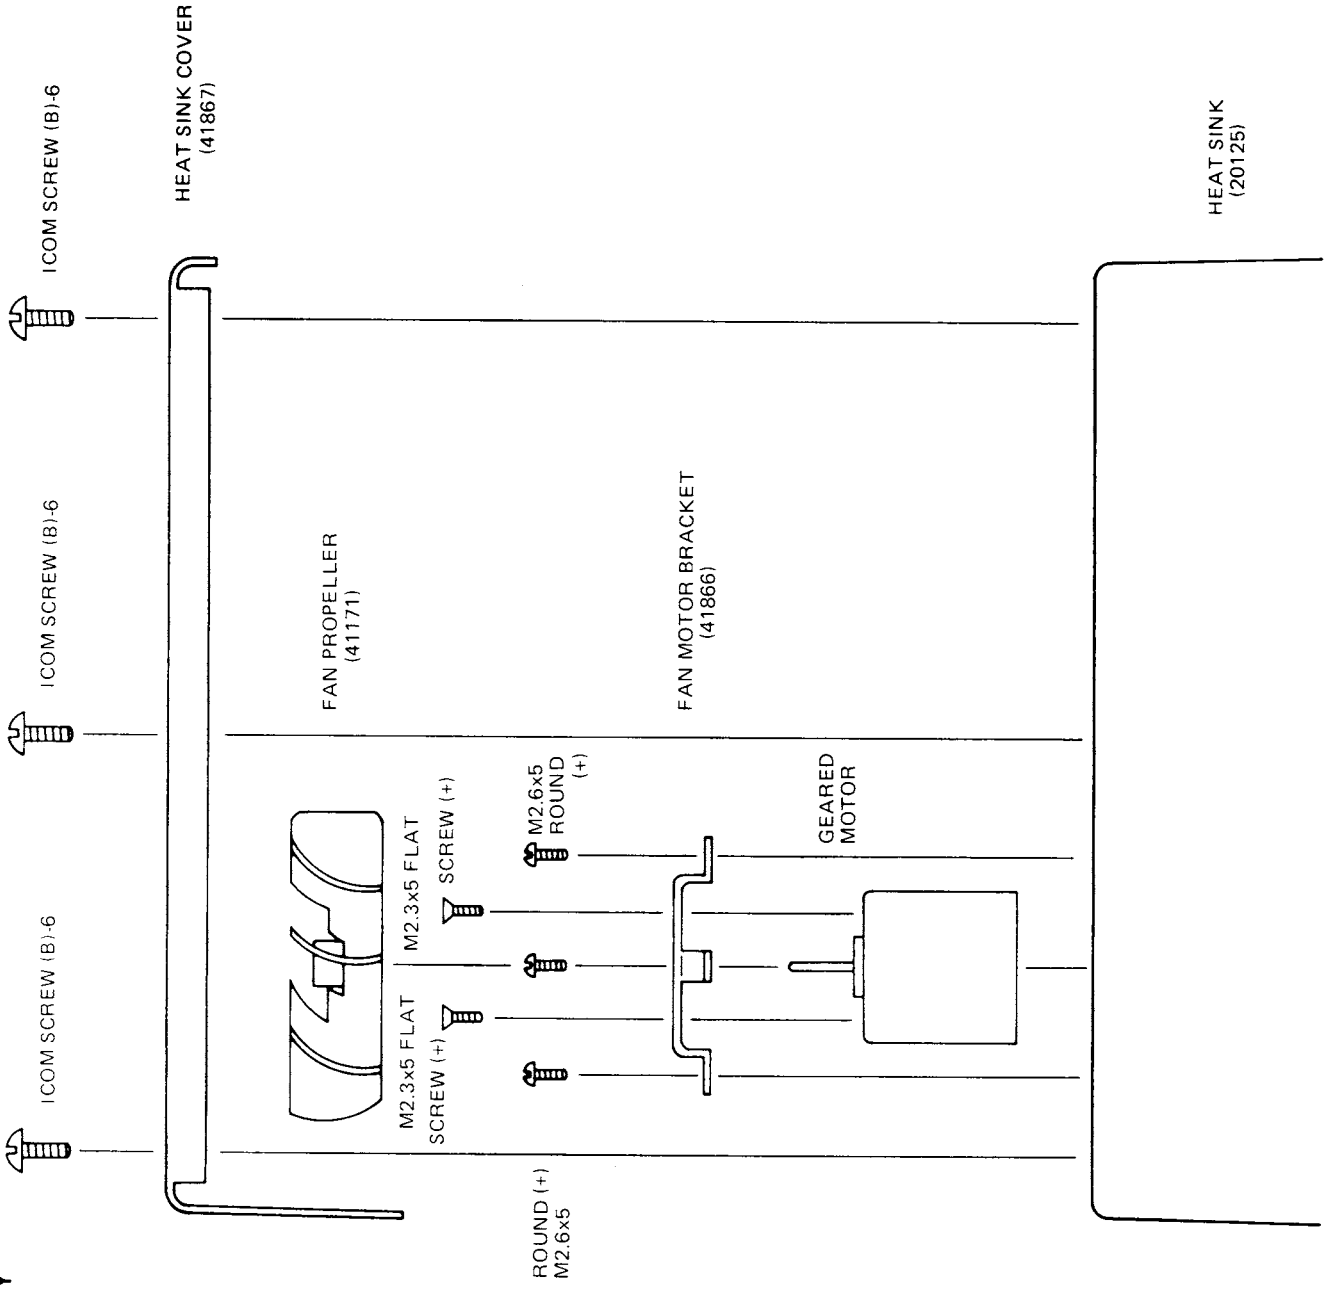 ICOM SCREW (B)-6
ICOM SCREW (B)-6
ICOM SCREW (B)-6
HEAT SINK COVER
(41867)
FAN PROPELLER
(41171)
M2.3x5 FLAT
SCREW (+)
M2.3x5 FLAT
SCREW (+)
M2.6x5
ROUND
(+)
ROUND (+)
M2.6x5
FAN MOTOR BRACKET
(41866)
GEARED
MOTOR
HEAT SINK
(20125)